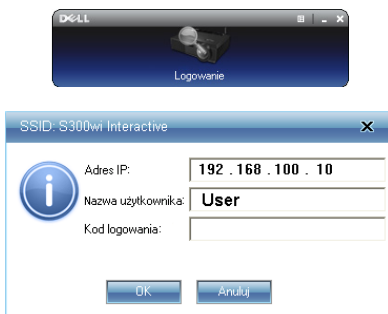 DELL
Logowanie
SSID: S300wi Interactive
Adres IP: 192 . 168 . 100 . 10
Nazwa użytkownika: User
Kod logowania:
OK Anuluj